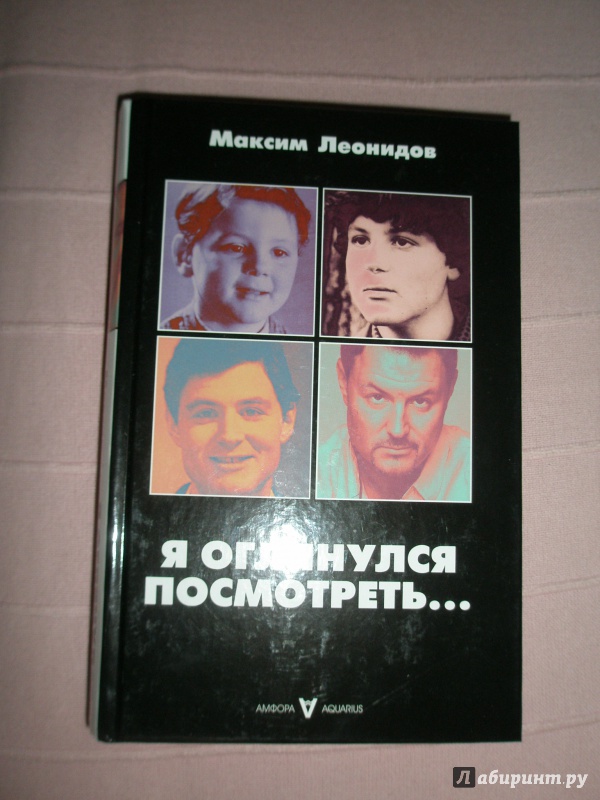 Максим Леонидов
Я ОГЛЯНУЛСЯ
ПОСМОТРЕТЬ...
АМФОРА AQUARIUS
Лабиринт.ру